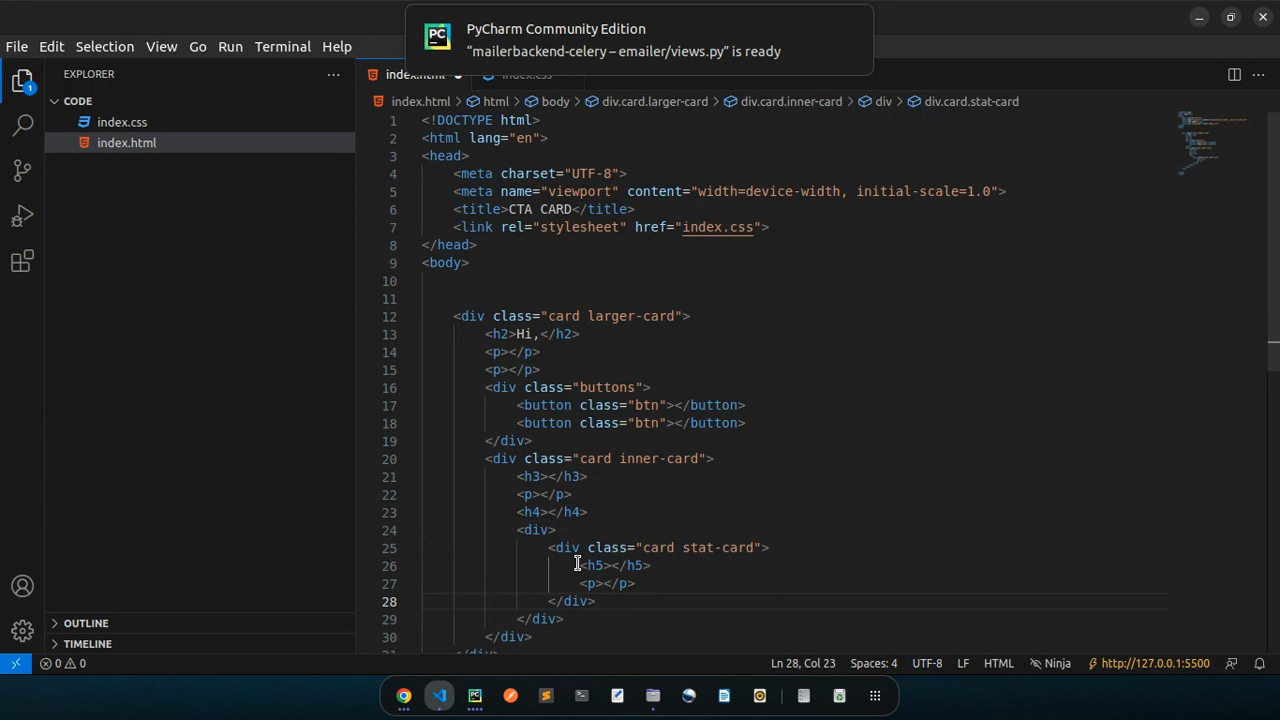 PyCharm Community Edition
“mailerbackend-celery – emailer/views.py” is ready
File Edit Selection View Go Run Terminal Help
EXPLORER
index.html
index.css
CODE
index.css
index.html
index.html > html > body > div.card.larger-card > div.card.inner-card > div > div.card.stat-card
1 <!DOCTYPE html>
2 <html lang="en">
3 <head>
4 <meta charset="UTF-8">
5 <meta name="viewport" content="width=device-width, initial-scale=1.0">
6 <title>CTA CARD</title>
7 <link rel="stylesheet" href="index.css">
8 </head>
9 <body>
10
11
12 <div class="card larger-card">
13 <h2>Hi,</h2>
14 <p></p>
15 <p></p>
16 <div class="buttons">
17 <button class="btn"></button>
18 <button class="btn"></button>
19 </div>
20 <div class="card inner-card">
21 <h3></h3>
22 <p></p>
23 <h4></h4>
24 <div>
25 <div class="card stat-card">
26 <h5></h5>
27 <p></p>
28 </div>
29 </div>
30 </div>
31 </div>
OUTLINE
TIMELINE
0 0 Ln 28, Col 23 Spaces: 4 UTF-8 LF HTML Ninja http://127.0.0.1:5500